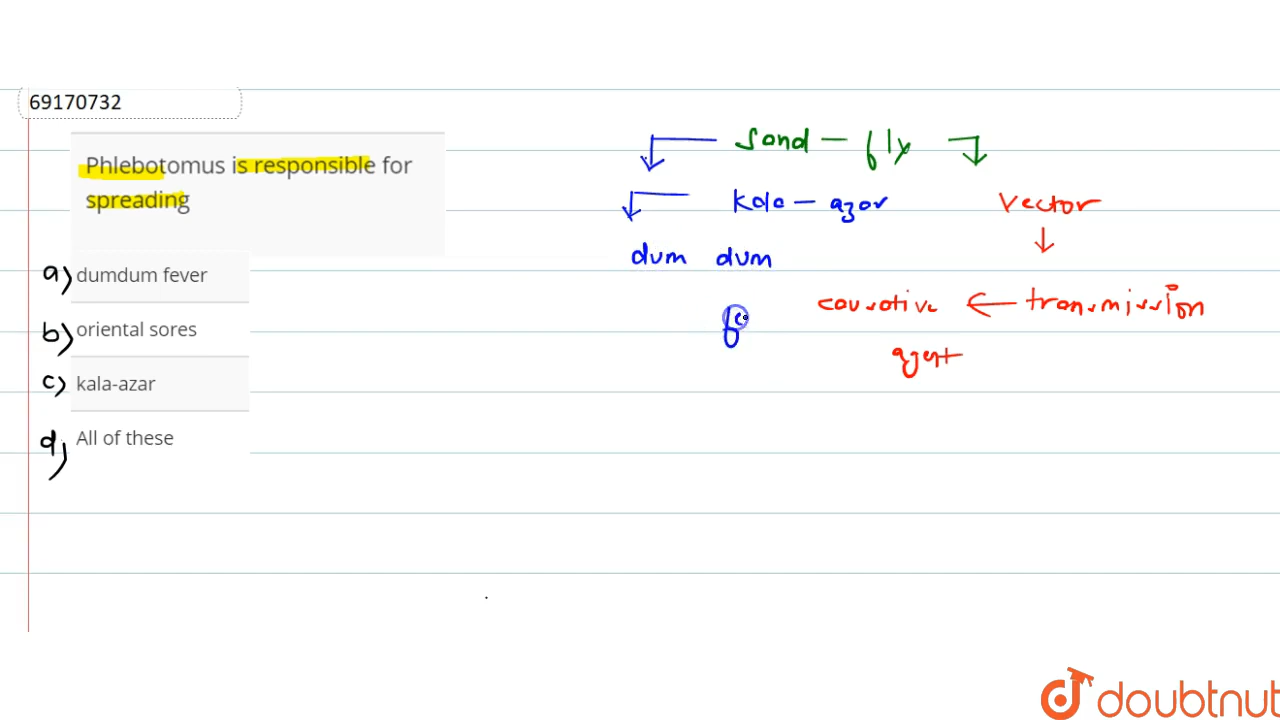 69170732
Phlebotomus is responsible for
spreading
a) dumdum fever
b) oriental sores
c) kala-azar
d) All of these
Sand - fly
kala - azar
vector
dum dum
causative ← transmission
agent
doubtnut